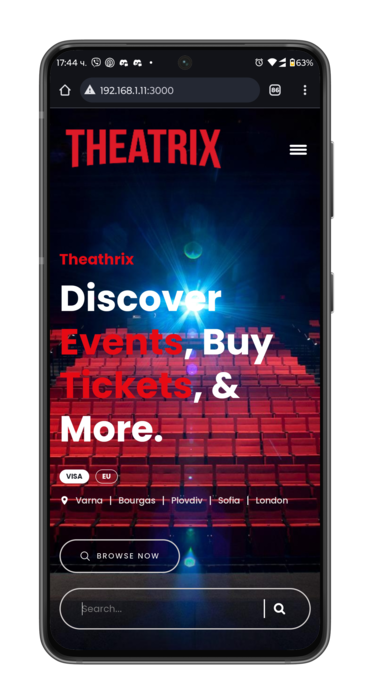 17:44 ч.
63%
192.168.1.11:3000
86
THEATRIX
Theathrix
Discover
Events, Buy
Tickets, &
More.
VISA EU
Varna | Bourgas | Plovdiv | Sofia | London
BROWSE NOW
Search...